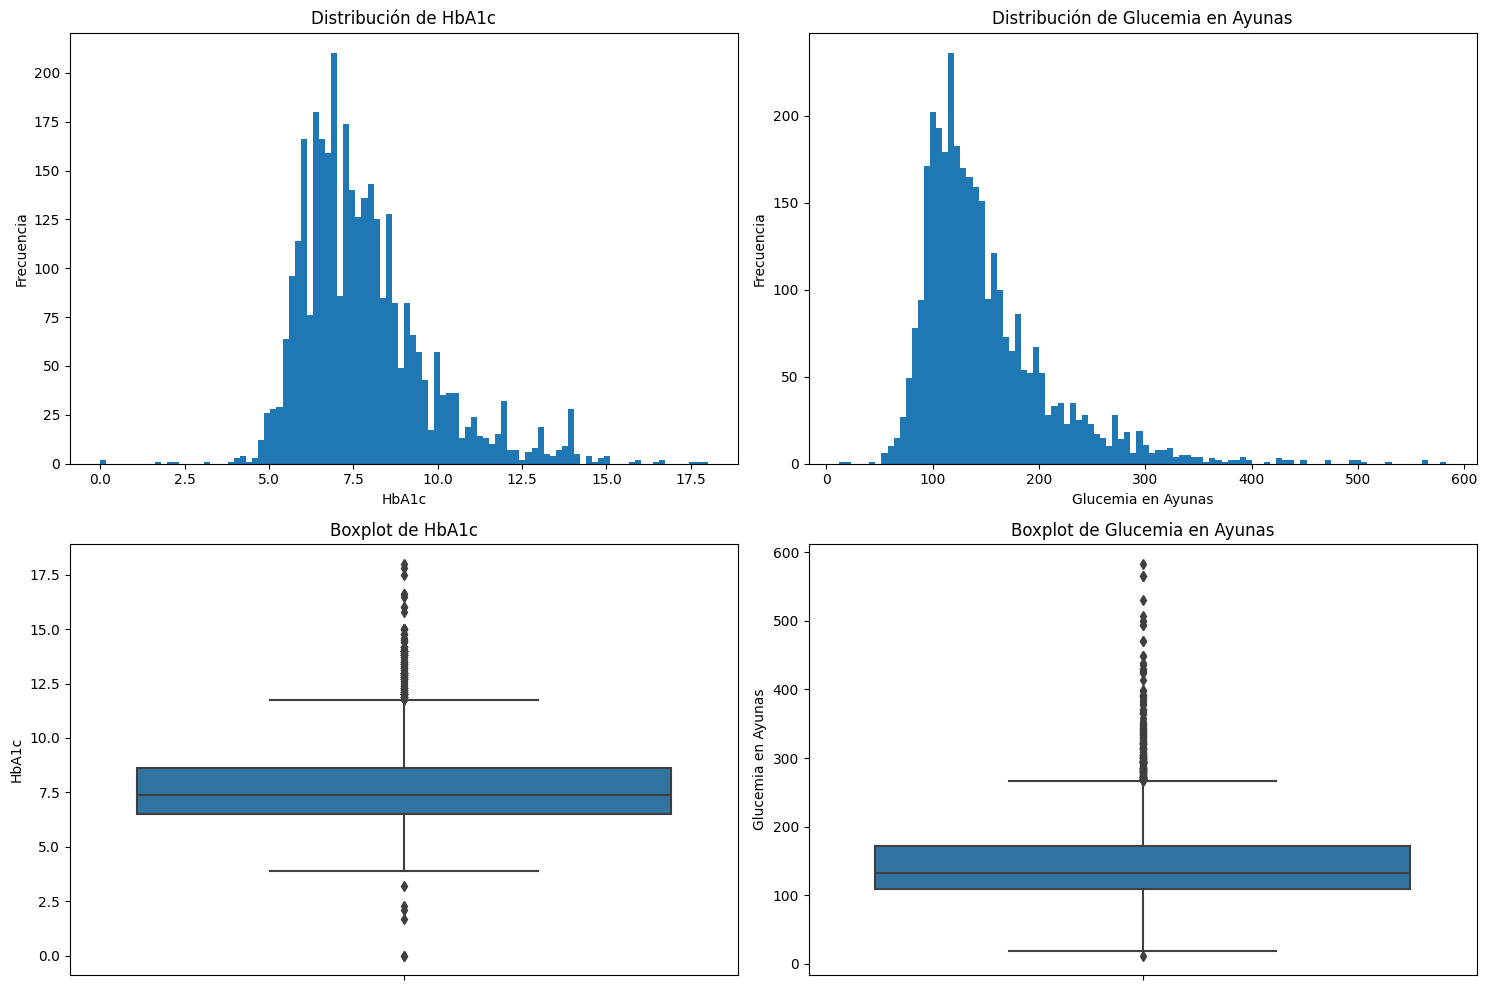 Distribución de HbA1c
200
175
150
125
100
75
50
25
0
Frecuencia
0.0 2.5 5.0 7.5 10.0 12.5 15.0 17.5
HbA1c
Distribución de Glucemia en Ayunas
200
150
100
50
0
Frecuencia
0 100 200 300 400 500 600
Glucemia en Ayunas
Boxplot de HbA1c
17.5
15.0
12.5
10.0
7.5
5.0
2.5
0.0
HbA1c
Boxplot de Glucemia en Ayunas
600
500
400
300
200
100
0
Glucemia en Ayunas